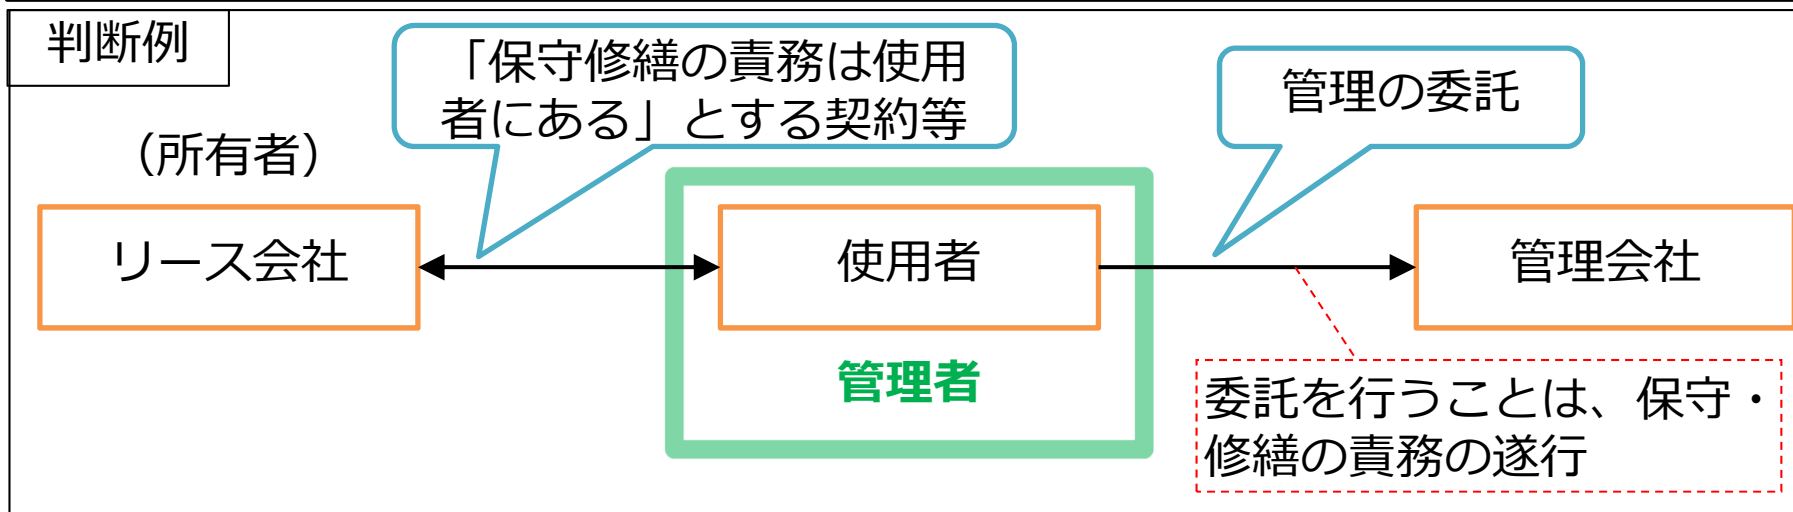 判断例
「保守修繕の責務は使用
者にある」とする契約等
管理の委託
（所有者）
リース会社
使用者
管理会社
管理者
委託を行うことは、保守・
修繕の責務の遂行